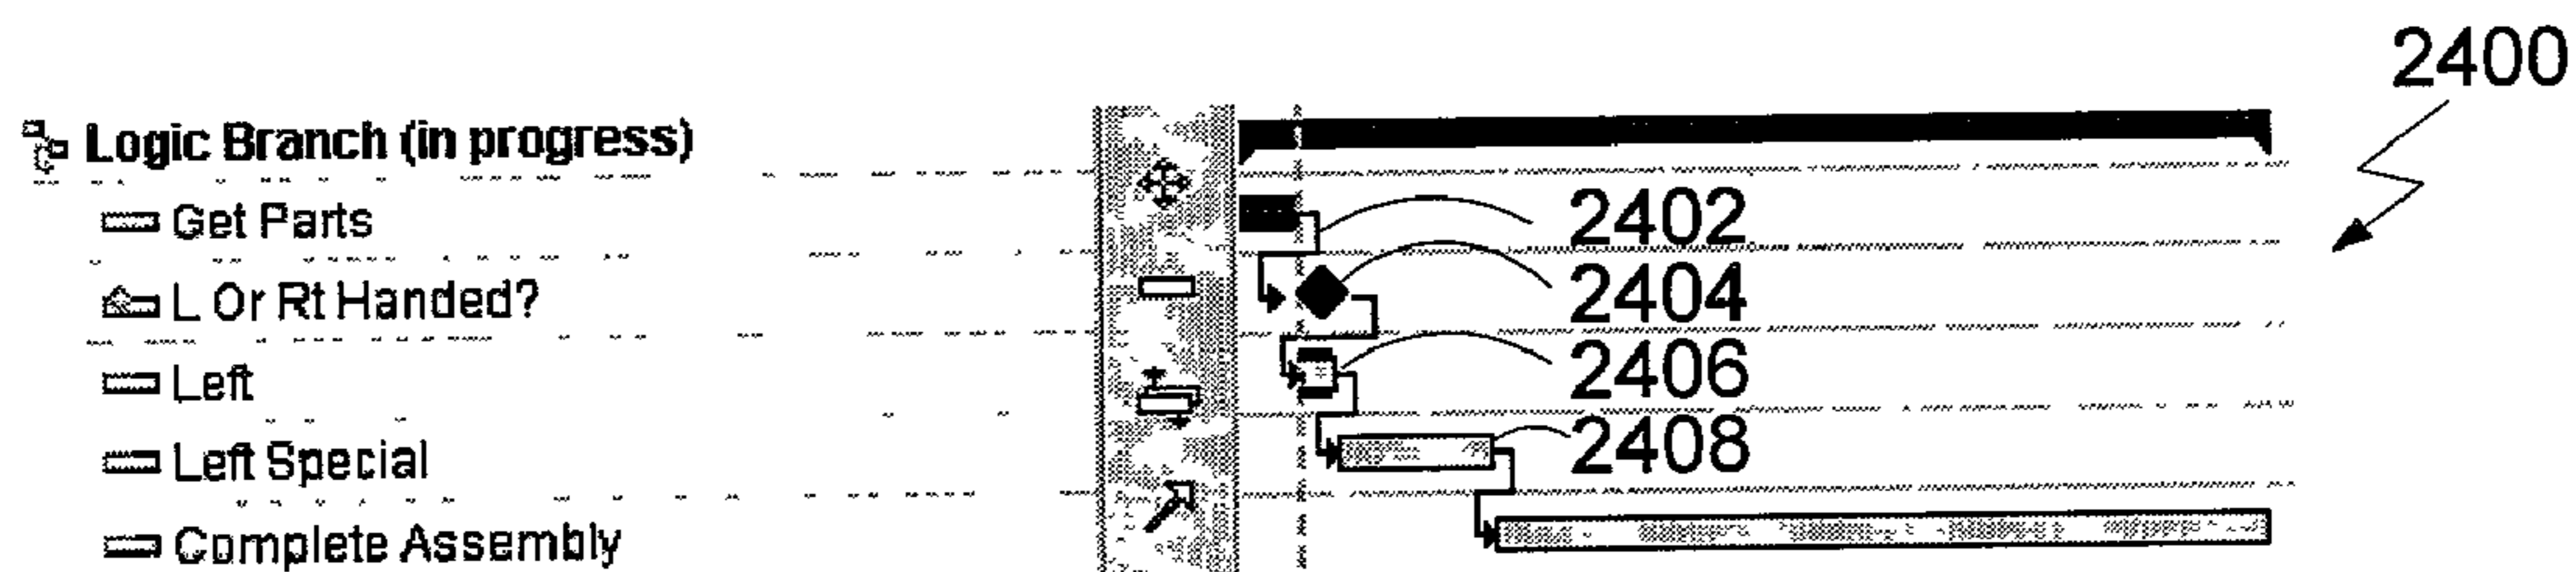 2400
Logic Branch (in progress)
Get Parts 2402
L Or Rt Handed? 2404
Left 2406
Left Special 2408
Complete Assembly